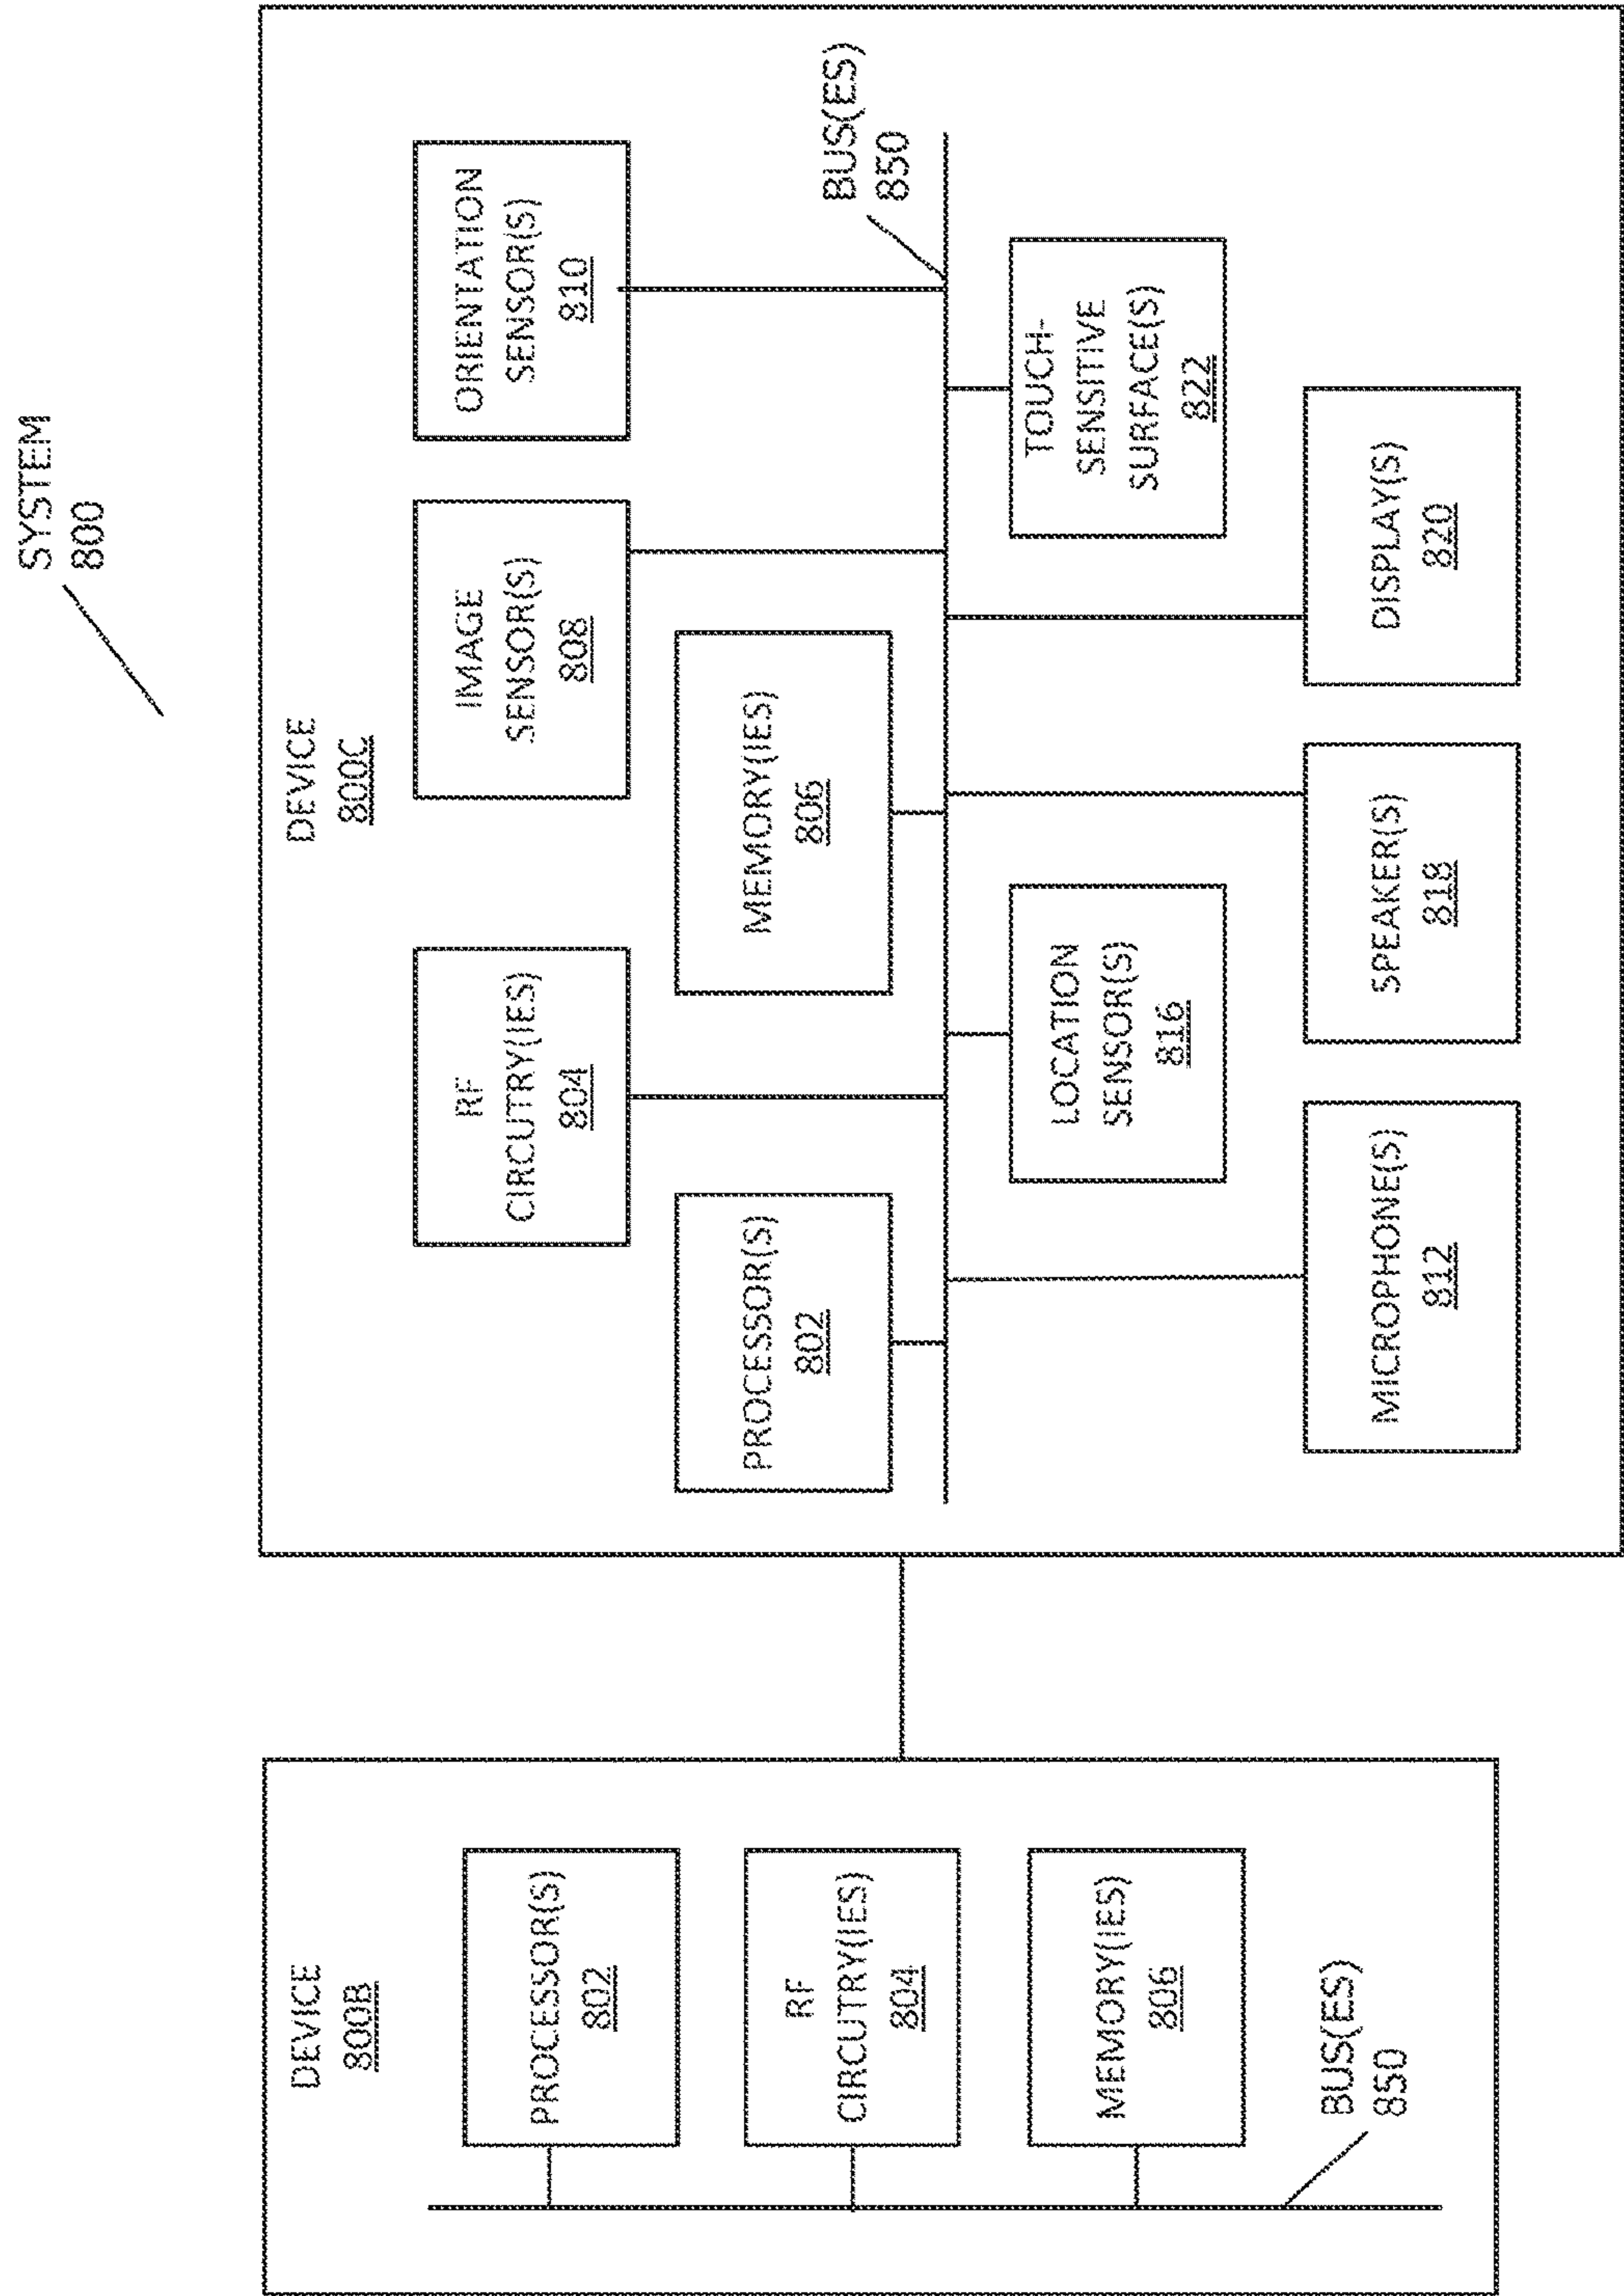 SYSTEM
800
DEVICE
800B
PROCESSOR(S)
802
RF
CIRCUTRY(IES)
804
MEMORY(IES)
806
BUS(ES)
850
DEVICE
800C
RF
CIRCUTRY(IES)
804
IMAGE
SENSOR(S)
808
ORIENTATION
SENSOR(S)
810
PROCESSOR(S)
802
MEMORY(IES)
806
BUS(ES)
850
LOCATION
SENSOR(S)
816
TOUCH-
SENSITIVE
SURFACE(S)
822
MICROPHONE(S)
812
SPEAKER(S)
818
DISPLAY(S)
820